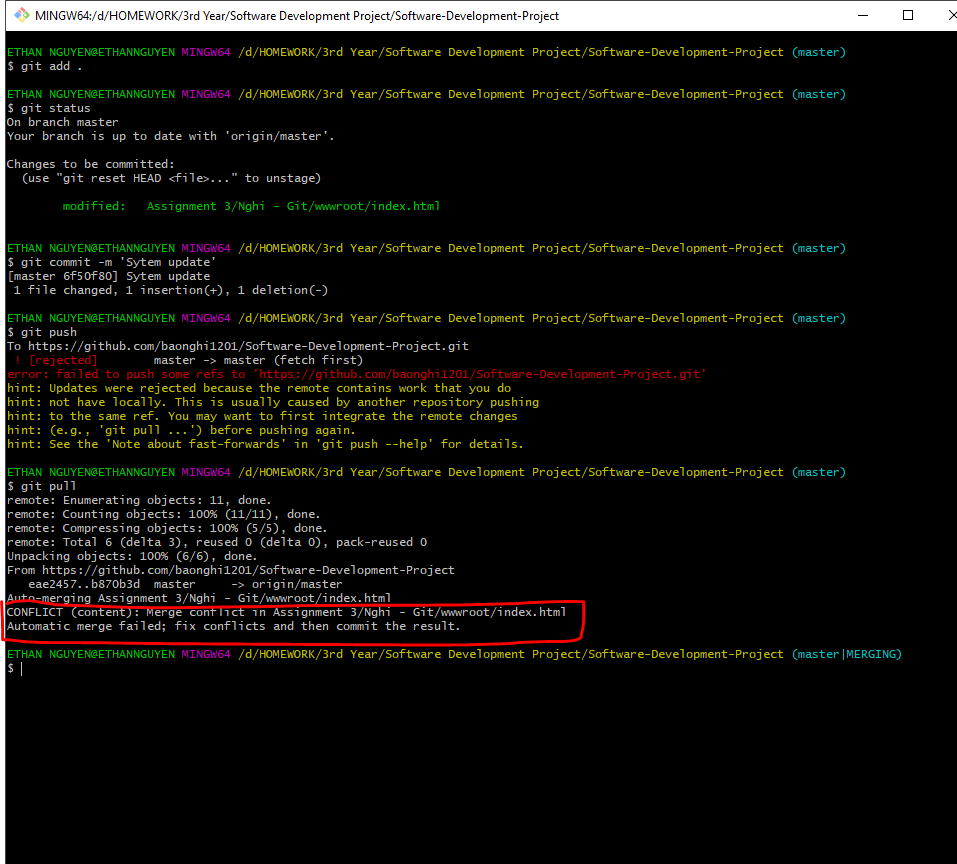 MINGW64:/d/HOMEWORK/3rd Year/Software Development Project/Software-Development-Project
ETHAN NGUYEN@ETHANNGUYEN MINGW64 /d/HOMEWORK/3rd Year/Software Development Project/Software-Development-Project (master)
$ git add .
ETHAN NGUYEN@ETHANNGUYEN MINGW64 /d/HOMEWORK/3rd Year/Software Development Project/Software-Development-Project (master)
$ git status
On branch master
Your branch is up to date with 'origin/master'.
Changes to be committed:
  (use "git reset HEAD <file>..." to unstage)
        modified:   Assignment 3/Nghi - Git/wwwroot/index.html
ETHAN NGUYEN@ETHANNGUYEN MINGW64 /d/HOMEWORK/3rd Year/Software Development Project/Software-Development-Project (master)
$ git commit -m 'Sytem update'
[master 6f50f80] Sytem update
 1 file changed, 1 insertion(+), 1 deletion(-)
ETHAN NGUYEN@ETHANNGUYEN MINGW64 /d/HOMEWORK/3rd Year/Software Development Project/Software-Development-Project (master)
$ git push
To https://github.com/baonghi1201/Software-Development-Project.git
 ! [rejected]        master -> master (fetch first)
error: failed to push some refs to 'https://github.com/baonghi1201/Software-Development-Project.git'
hint: Updates were rejected because the remote contains work that you do
hint: not have locally. This is usually caused by another repository pushing
hint: to the same ref. You may want to first integrate the remote changes
hint: (e.g., 'git pull ...') before pushing again.
hint: See the 'Note about fast-forwards' in 'git push --help' for details.
ETHAN NGUYEN@ETHANNGUYEN MINGW64 /d/HOMEWORK/3rd Year/Software Development Project/Software-Development-Project (master)
$ git pull
remote: Enumerating objects: 11, done.
remote: Counting objects: 100% (11/11), done.
remote: Compressing objects: 100% (5/5), done.
remote: Total 6 (delta 3), reused 0 (delta 0), pack-reused 0
Unpacking objects: 100% (6/6), done.
From https://github.com/baonghi1201/Software-Development-Project
   eae2457..b870b3d  master     -> origin/master
Auto-merging Assignment 3/Nghi - Git/wwwroot/index.html
CONFLICT (content): Merge conflict in Assignment 3/Nghi - Git/wwwroot/index.html
Automatic merge failed; fix conflicts and then commit the result.
ETHAN NGUYEN@ETHANNGUYEN MINGW64 /d/HOMEWORK/3rd Year/Software Development Project/Software-Development-Project (master|MERGING)
$